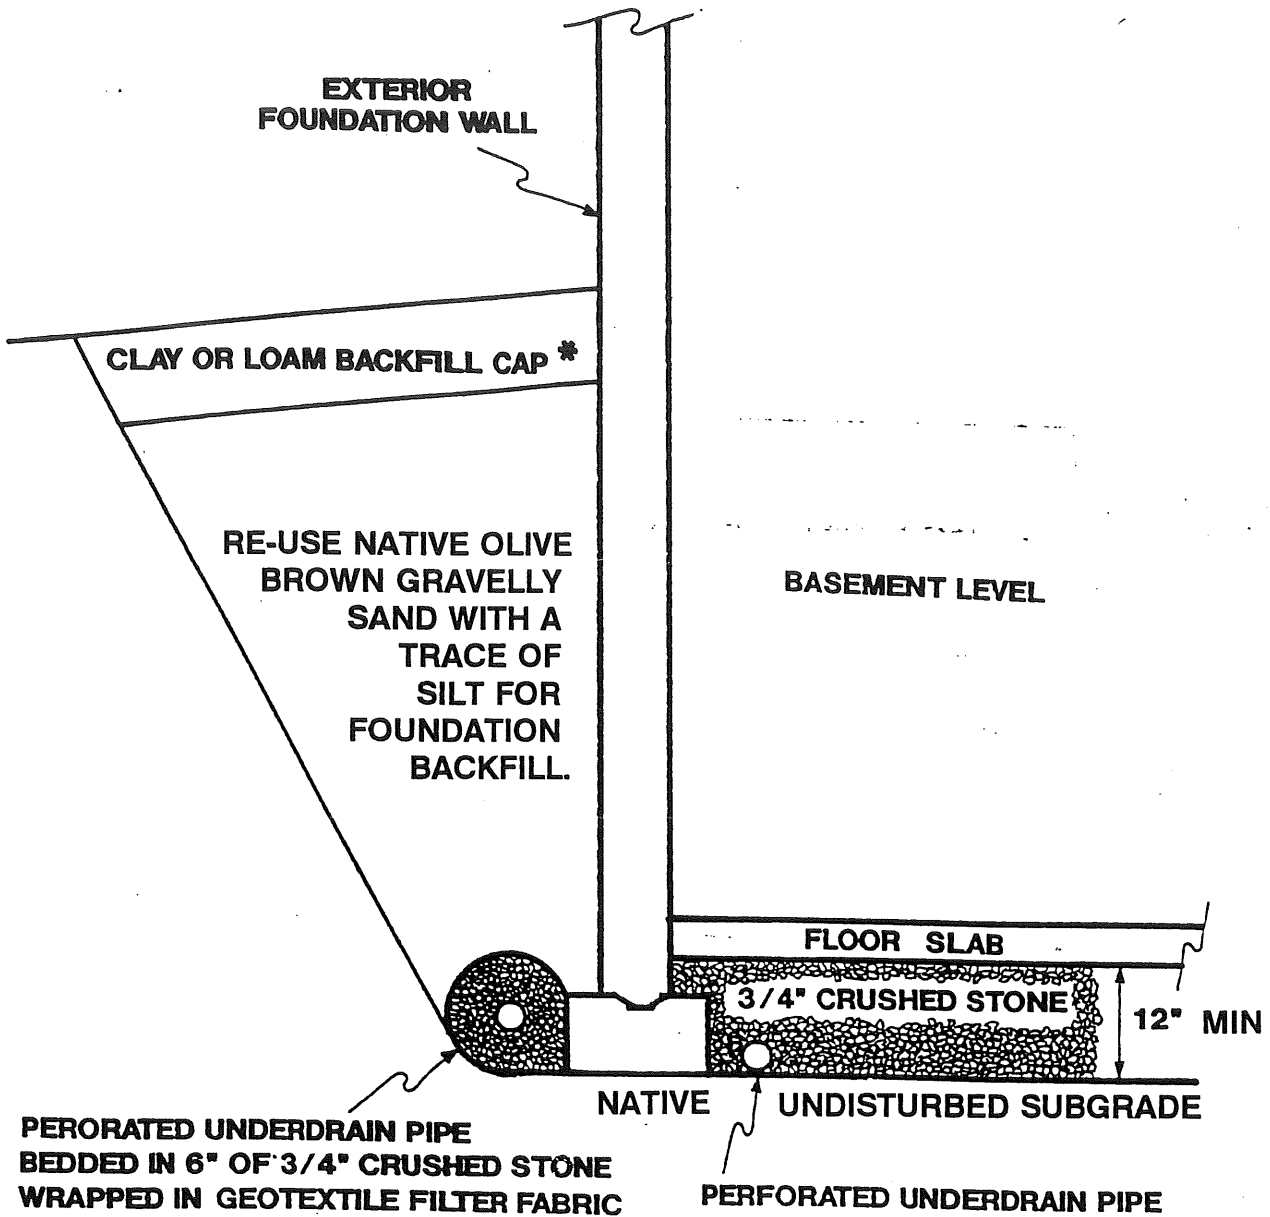 EXTERIOR
FOUNDATION WALL
CLAY OR LOAM BACKFILL CAP *
RE-USE NATIVE OLIVE
BROWN GRAVELLY
SAND WITH A
TRACE OF
SILT FOR
FOUNDATION
BACKFILL.
BASEMENT LEVEL
FLOOR SLAB
3/4" CRUSHED STONE
12" MIN
NATIVE UNDISTURBED SUBGRADE
PERORATED UNDERDRAIN PIPE
BEDDED IN 6" OF 3/4" CRUSHED STONE
WRAPPED IN GEOTEXTILE FILTER FABRIC
PERFORATED UNDERDRAIN PIPE